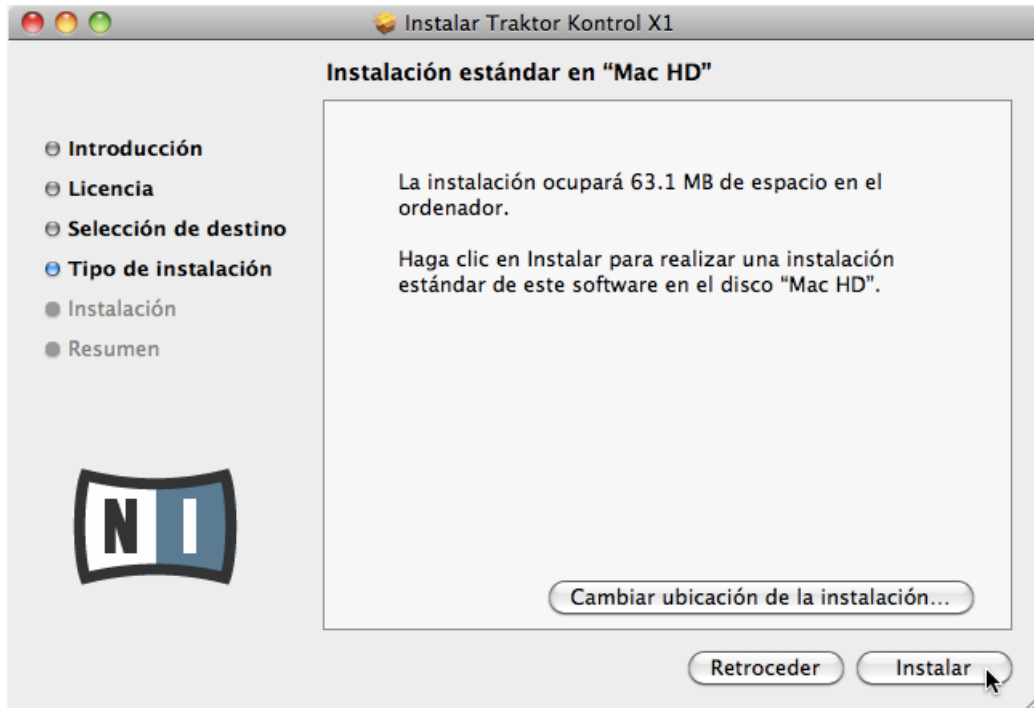 Instalar Traktor Kontrol X1
Instalación estándar en “Mac HD”
Introducción
Licencia
Selección de destino
Tipo de instalación
Instalación
Resumen
La instalación ocupará 63.1 MB de espacio en el
ordenador.
Haga clic en Instalar para realizar una instalación
estándar de este software en el disco “Mac HD”.
NI
Cambiar ubicación de la instalación...
Retroceder
Instalar